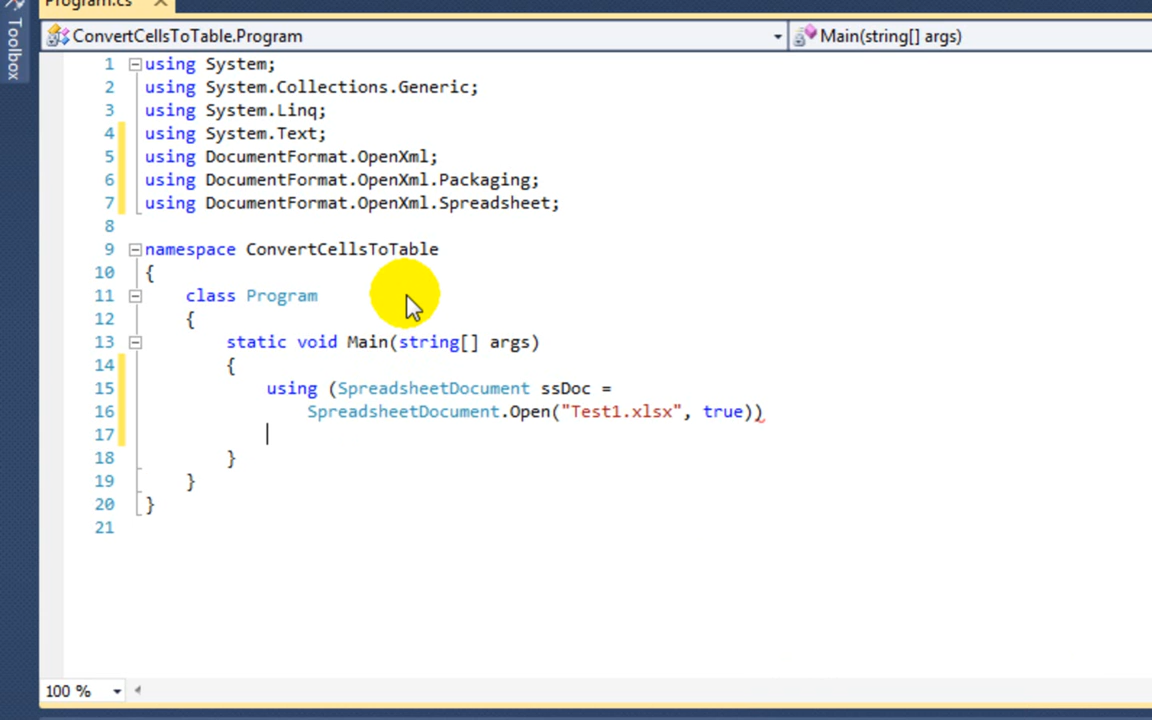 Program.cs
Toolbox
ConvertCellsToTable.Program
Main(string[] args)
1 using System;
2 using System.Collections.Generic;
3 using System.Linq;
4 using System.Text;
5 using DocumentFormat.OpenXml;
6 using DocumentFormat.OpenXml.Packaging;
7 using DocumentFormat.OpenXml.Spreadsheet;
8
9 namespace ConvertCellsToTable
10 {
11 class Program
12 {
13 static void Main(string[] args)
14 {
15 using (SpreadsheetDocument ssDoc =
16 SpreadsheetDocument.Open("Test1.xlsx", true))
17
18 }
19 }
20 }
21
100 %